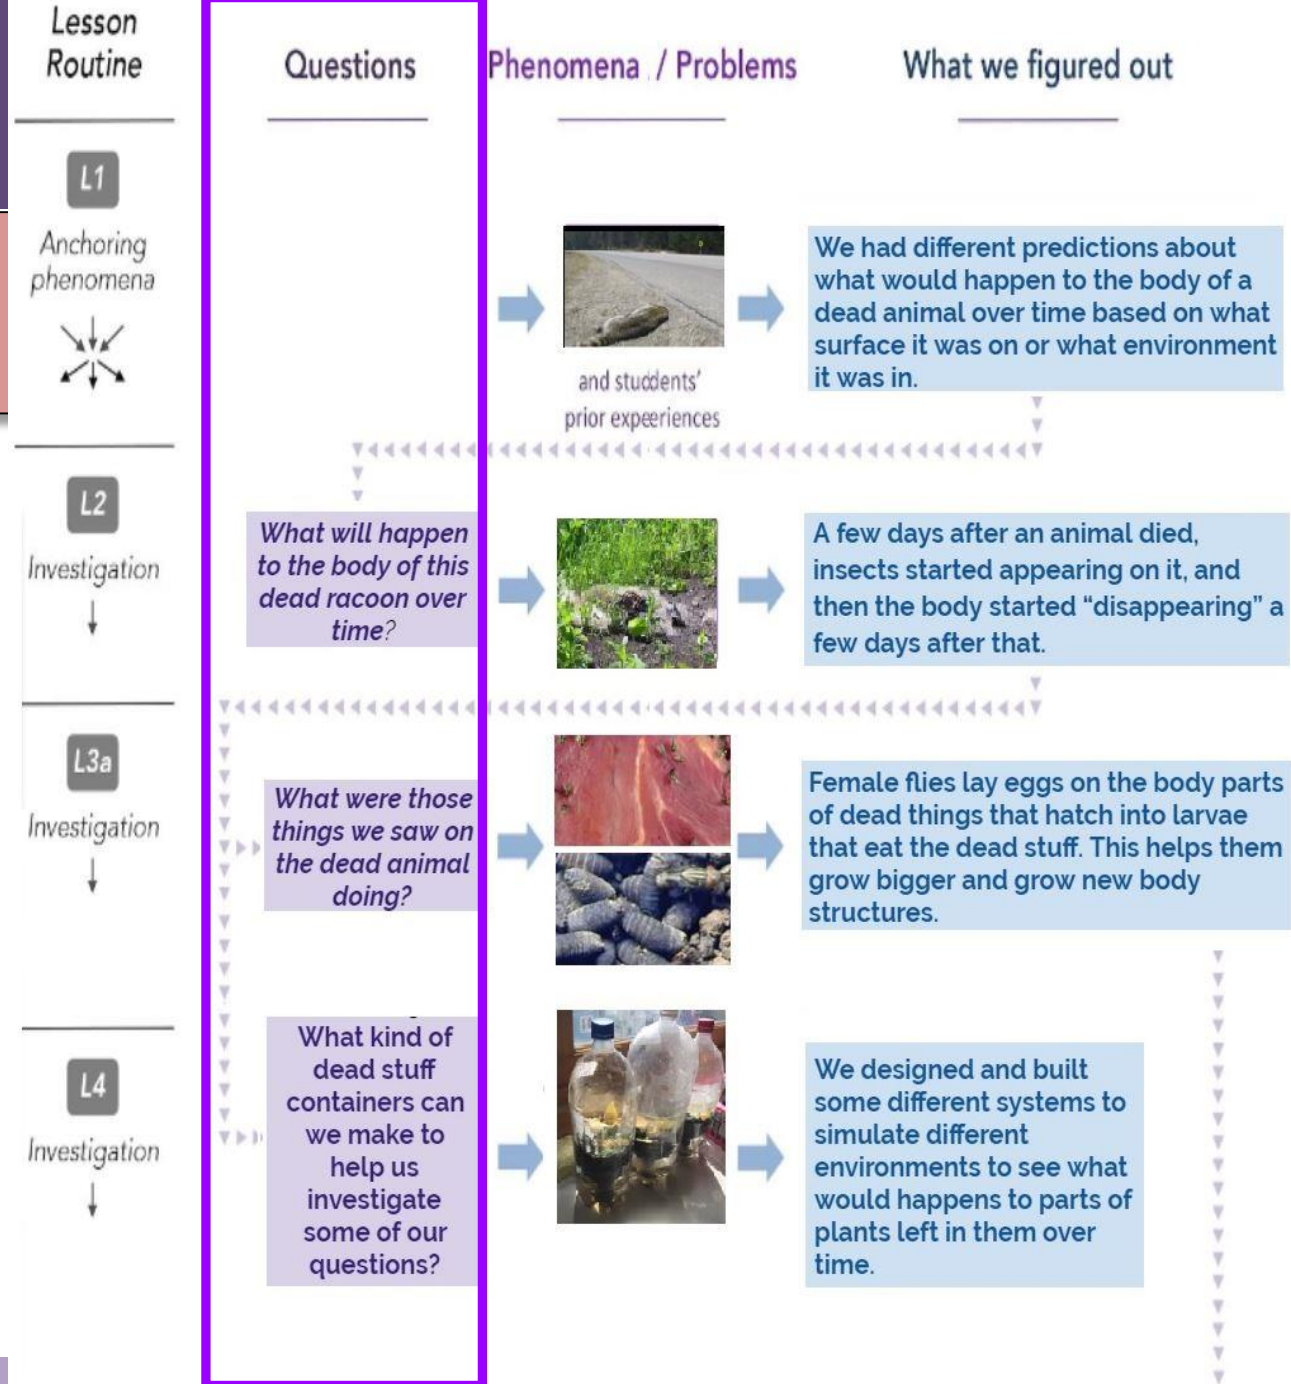 Lesson
Routine
Questions
Phenomena / Problems
What we figured out
L1
Anchoring
phenomena
and studdents'
prior expeeriences
We had different predictions about
what would happen to the body of a
dead animal over time based on what
surface it was on or what environment
it was in.
L2
Investigation
What will happen
to the body of this
dead racoon over
time?
A few days after an animal died,
insects started appearing on it, and
then the body started “disappearing” a
few days after that.
L3a
Investigation
What were those
things we saw on
the dead animal
doing?
Female flies lay eggs on the body parts
of dead things that hatch into larvae
that eat the dead stuff. This helps them
grow bigger and grow new body
structures.
L4
Investigation
What kind of
dead stuff
containers can
we make to
help us
investigate
some of our
questions?
We designed and built
some different systems to
simulate different
environments to see what
would happens to parts of
plants left in them over
time.